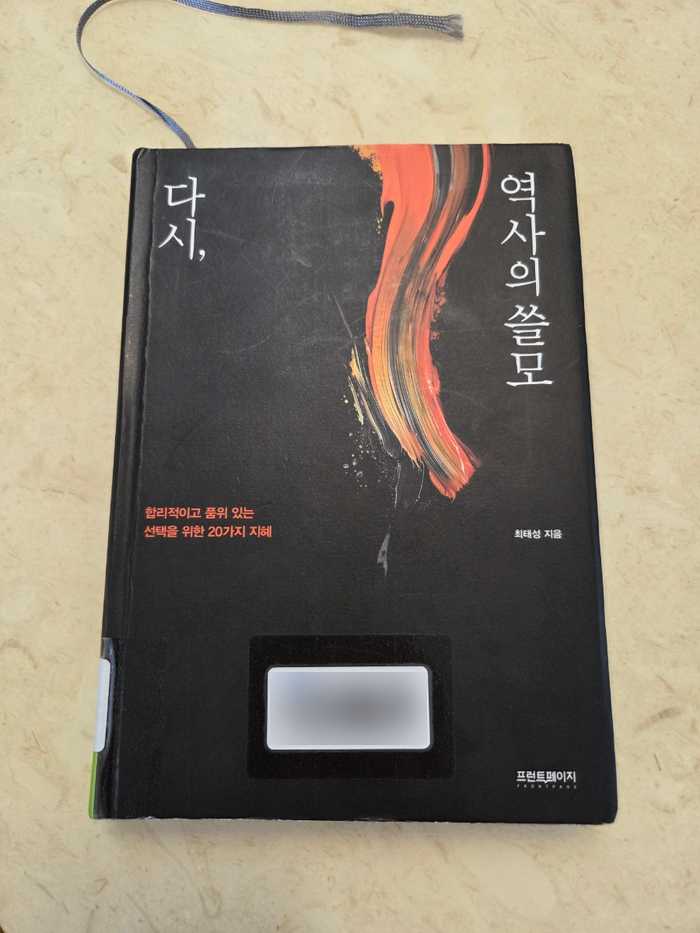 다시,
역사의 쓸모
합리적이고 품위 있는
선택을 위한 20가지 지혜
최태성 지음
프런트페이지
FRONTPAGE